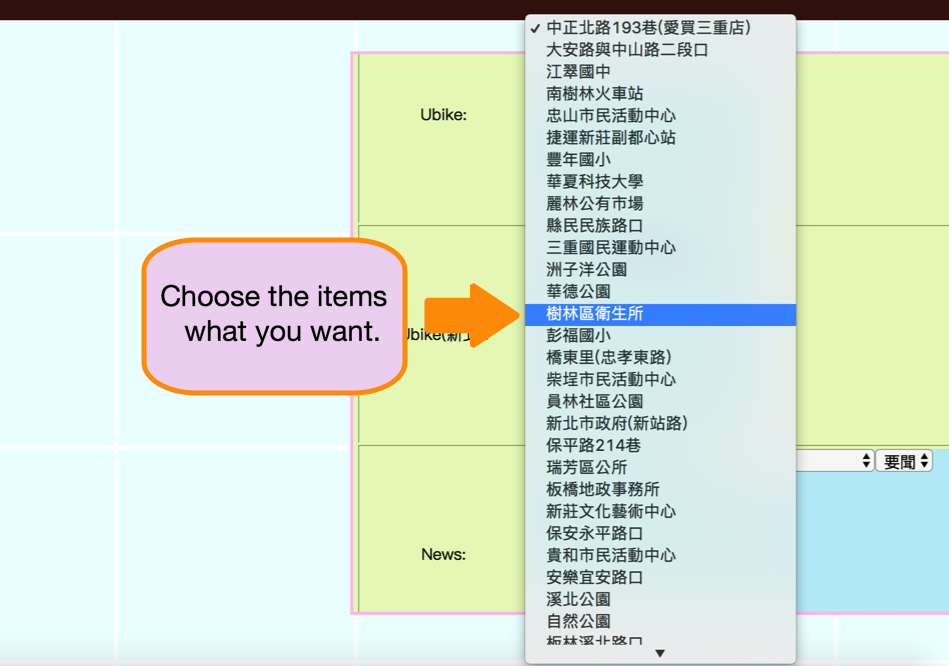 中正北路193巷(愛買三重店)
大安路與中山路二段口
江翠國中
南樹林火車站
Ubike:
忠山市民活動中心
捷運新莊副都心站
豐年國小
華夏科技大學
麗林公有市場
縣民民族路口
三重國民運動中心
洲子洋公園
華德公園
Choose the items
what you want.
樹林區衛生所
Ubike(新
彭福國小
橋東里(忠孝東路)
柴埕市民活動中心
員林社區公園
新北市政府(新站路)
保平路214巷
要聞
瑞芳區公所
板橋地政事務所
新莊文化藝術中心
保安永平路口
News:
貴和市民活動中心
安樂宜安路口
溪北公園
自然公園
板林溪北路口